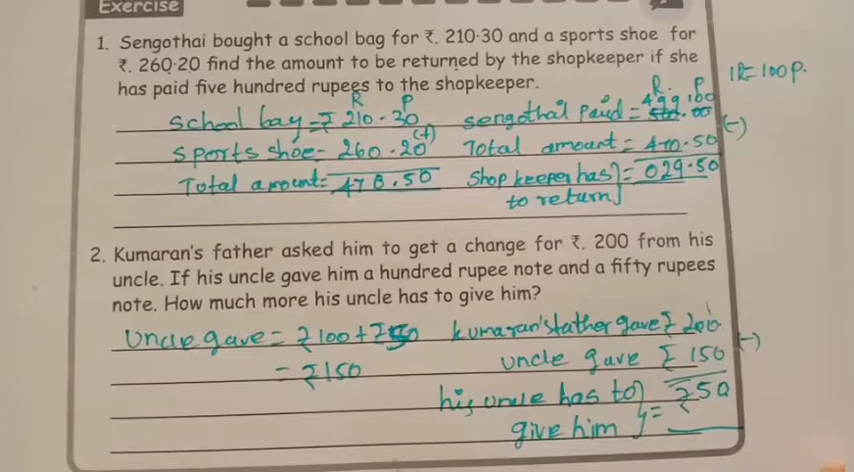 Exercise
1. Sengothai bought a school bag for ₹. 210·30 and a sports shoe for
₹. 260·20 find the amount to be returned by the shopkeeper if she
has paid five hundred rupees to the shopkeeper.
1R = 100 P.
R P
R. P
499 100
school bag = ₹ 210 . 30 sengothai paid = 500.00
(+) (-)
sports shoe - 260 . 20 Total amount = 470.50
Total amount = 470.50 Shop keeper has } = 029.50
to return
2. Kumaran's father asked him to get a change for ₹. 200 from his
uncle. If his uncle gave him a hundred rupee note and a fifty rupees
note. How much more his uncle has to give him?
Uncle gave = ₹ 100 + ₹ 50 kumaran's father gave ₹ 200
= ₹ 150 uncle gave ₹ 150 (-)
his uncle has to } = ₹ 50
give him